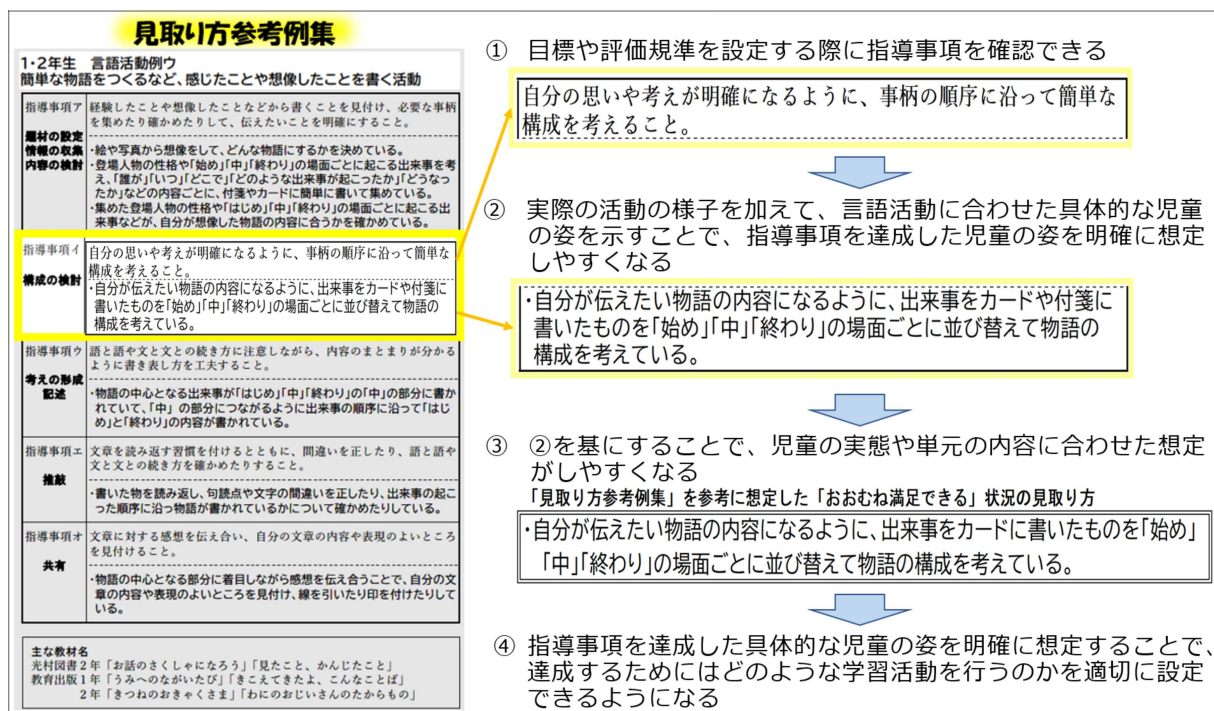 見取り方参考例集
1・2年生　言語活動例ウ
簡単な物語をつくるなど、感じたことや想像したことを書く活動
指導事項ア
題材の設定
情報の収集
内容の検討
経験したことや想像したことなどから書くことを見付け、必要な事柄
を集めたり確かめたりして、伝えたいことを明確にすること。
・絵や写真から想像をして、どんな物語にするかを決めている。
・登場人物の性格や「始め」「中」「終わり」の場面ごとに起こる出来事を考
え、「誰が」「いつ」「どこで」「どのような出来事が起こったか」「どうなっ
たか」などの内容ごとに、付箋やカードに簡単に書いて集めている。
・集めた登場人物の性格や「はじめ」「中」「終わり」の場面ごとに起こる出
来事などが、自分が想像した物語の内容に合うかを確かめている。
指導事項イ
構成の検討
自分の思いや考えが明確になるように、事柄の順序に沿って簡単な
構成を考えること。
・自分が伝えたい物語の内容になるように、出来事をカードや付箋に
書いたものを「始め」「中」「終わり」の場面ごとに並び替えて物語の
構成を考えている。
指導事項ウ
考えの形成
記述
語と語や文と文との続き方に注意しながら、内容のまとまりが分かる
ように書き表し方を工夫すること。
・物語の中心となる出来事が「はじめ」「中」「終わり」の「中」の部分に書か
れていて、「中」の部分につながるように出来事の順序に沿って「はじ
め」と「終わり」の内容が書かれている。
指導事項エ
推敲
文章を読み返す習慣を付けるとともに、間違いを正したり、語と語や
文と文との続き方を確かめたりすること。
・書いた物を読み返し、句読点や文字の間違いを正したり、出来事の起こ
った順序に沿っ物語が書かれているかについて確かめたりしている。
指導事項オ
共有
文章に対する感想を伝え合い、自分の文章の内容や表現のよいところ
を見付けること。
・物語の中心となる部分に着目しながら感想を伝え合うことで、自分の文
章の内容や表現のよいところを見付け、線を引いたり印を付けたりして
いる。
主な教材名
光村図書2年「お話のさくしゃになろう」「見たこと、かんじたこと」
教育出版1年「うみへのながいたび」「きこえてきたよ、こんなことば」
2年「きつねのおきゃくさま」「わにのおじいさんのたからもの」
①　目標や評価規準を設定する際に指導事項を確認できる
自分の思いや考えが明確になるように、事柄の順序に沿って簡単な
構成を考えること。
②　実際の活動の様子を加えて、言語活動に合わせた具体的な児童
の姿を示すことで、指導事項を達成した児童の姿を明確に想定
しやすくなる
・自分が伝えたい物語の内容になるように、出来事をカードや付箋に
書いたものを「始め」「中」「終わり」の場面ごとに並び替えて物語の
構成を考えている。
③　②を基にすることで、児童の実態や単元の内容に合わせた想定
がしやすくなる
「見取り方参考例集」を参考に想定した「おおむね満足できる」状況の見取り方
・自分が伝えたい物語の内容になるように、出来事をカードに書いたものを「始め」
「中」「終わり」の場面ごとに並び替えて物語の構成を考えている。
④　指導事項を達成した具体的な児童の姿を明確に想定することで、
達成するためにはどのような学習活動を行うのかを適切に設定
できるようになる